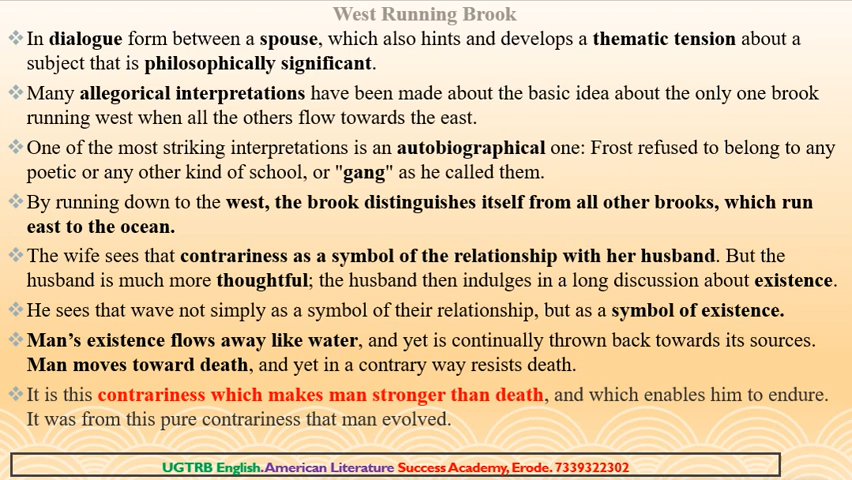 West Running Brook
❖ In dialogue form between a spouse, which also hints and develops a thematic tension about a
subject that is philosophically significant.
❖ Many allegorical interpretations have been made about the basic idea about the only one brook
running west when all the others flow towards the east.
❖ One of the most striking interpretations is an autobiographical one: Frost refused to belong to any
poetic or any other kind of school, or "gang" as he called them.
❖ By running down to the west, the brook distinguishes itself from all other brooks, which run
east to the ocean.
❖ The wife sees that contrariness as a symbol of the relationship with her husband. But the
husband is much more thoughtful; the husband then indulges in a long discussion about existence.
❖ He sees that wave not simply as a symbol of their relationship, but as a symbol of existence.
❖ Man’s existence flows away like water, and yet is continually thrown back towards its sources.
Man moves toward death, and yet in a contrary way resists death.
❖ It is this contrariness which makes man stronger than death, and which enables him to endure.
It was from this pure contrariness that man evolved.
UGTRB English.American Literature Success Academy, Erode. 7339322302